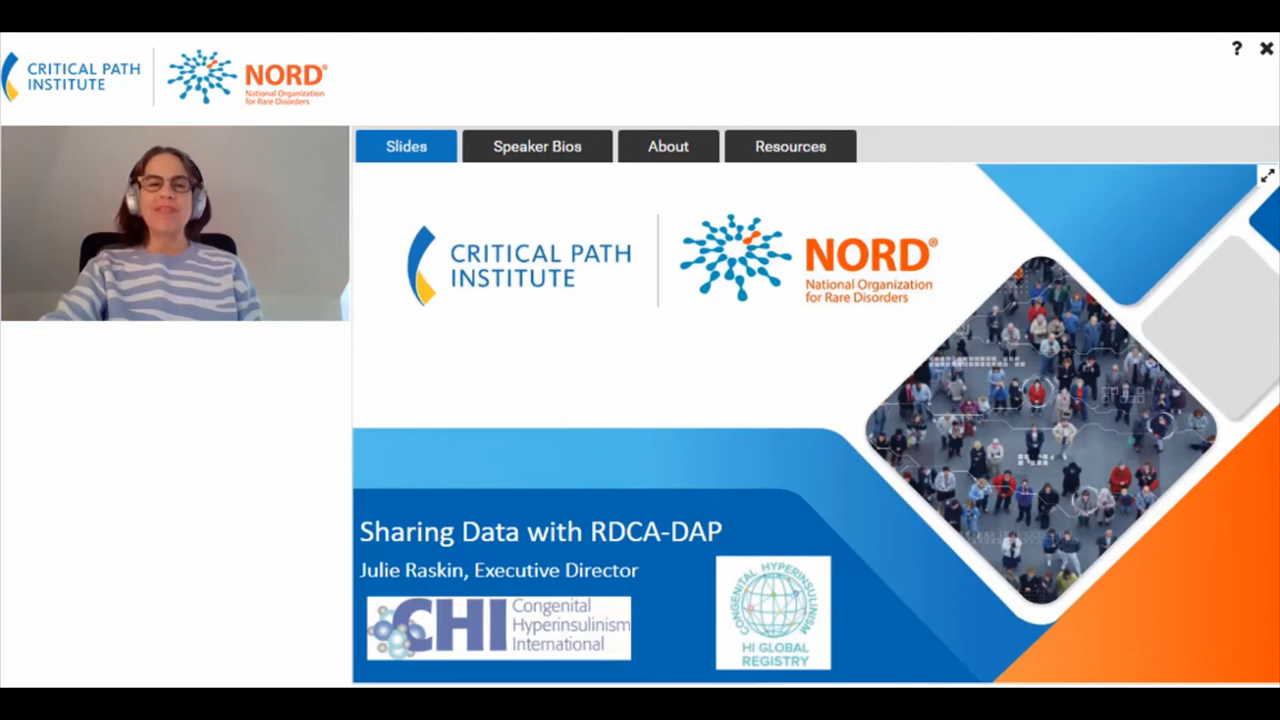 ? ✖
CRITICAL PATH
INSTITUTE
NORD®
National Organization
for Rare Disorders
Slides
Speaker Bios
About
Resources
CRITICAL PATH
INSTITUTE
NORD®
National Organization
for Rare Disorders
Sharing Data with RDCA-DAP
Julie Raskin, Executive Director
CHI
Congenital
Hyperinsulinism
International
CONGENITAL HYPERINSULINISM
HI GLOBAL
REGISTRY